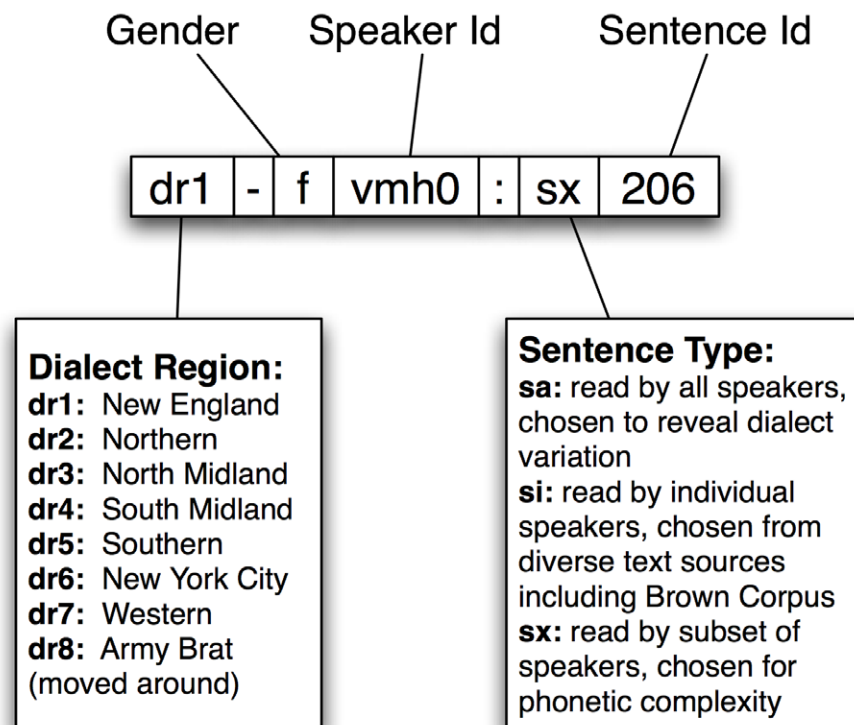 Gender Speaker Id Sentence Id
dr1 - f vmh0 : sx 206
Dialect Region:
dr1: New England
dr2: Northern
dr3: North Midland
dr4: South Midland
dr5: Southern
dr6: New York City
dr7: Western
dr8: Army Brat
(moved around)
Sentence Type:
sa: read by all speakers,
chosen to reveal dialect
variation
si: read by individual
speakers, chosen from
diverse text sources
including Brown Corpus
sx: read by subset of
speakers, chosen for
phonetic complexity